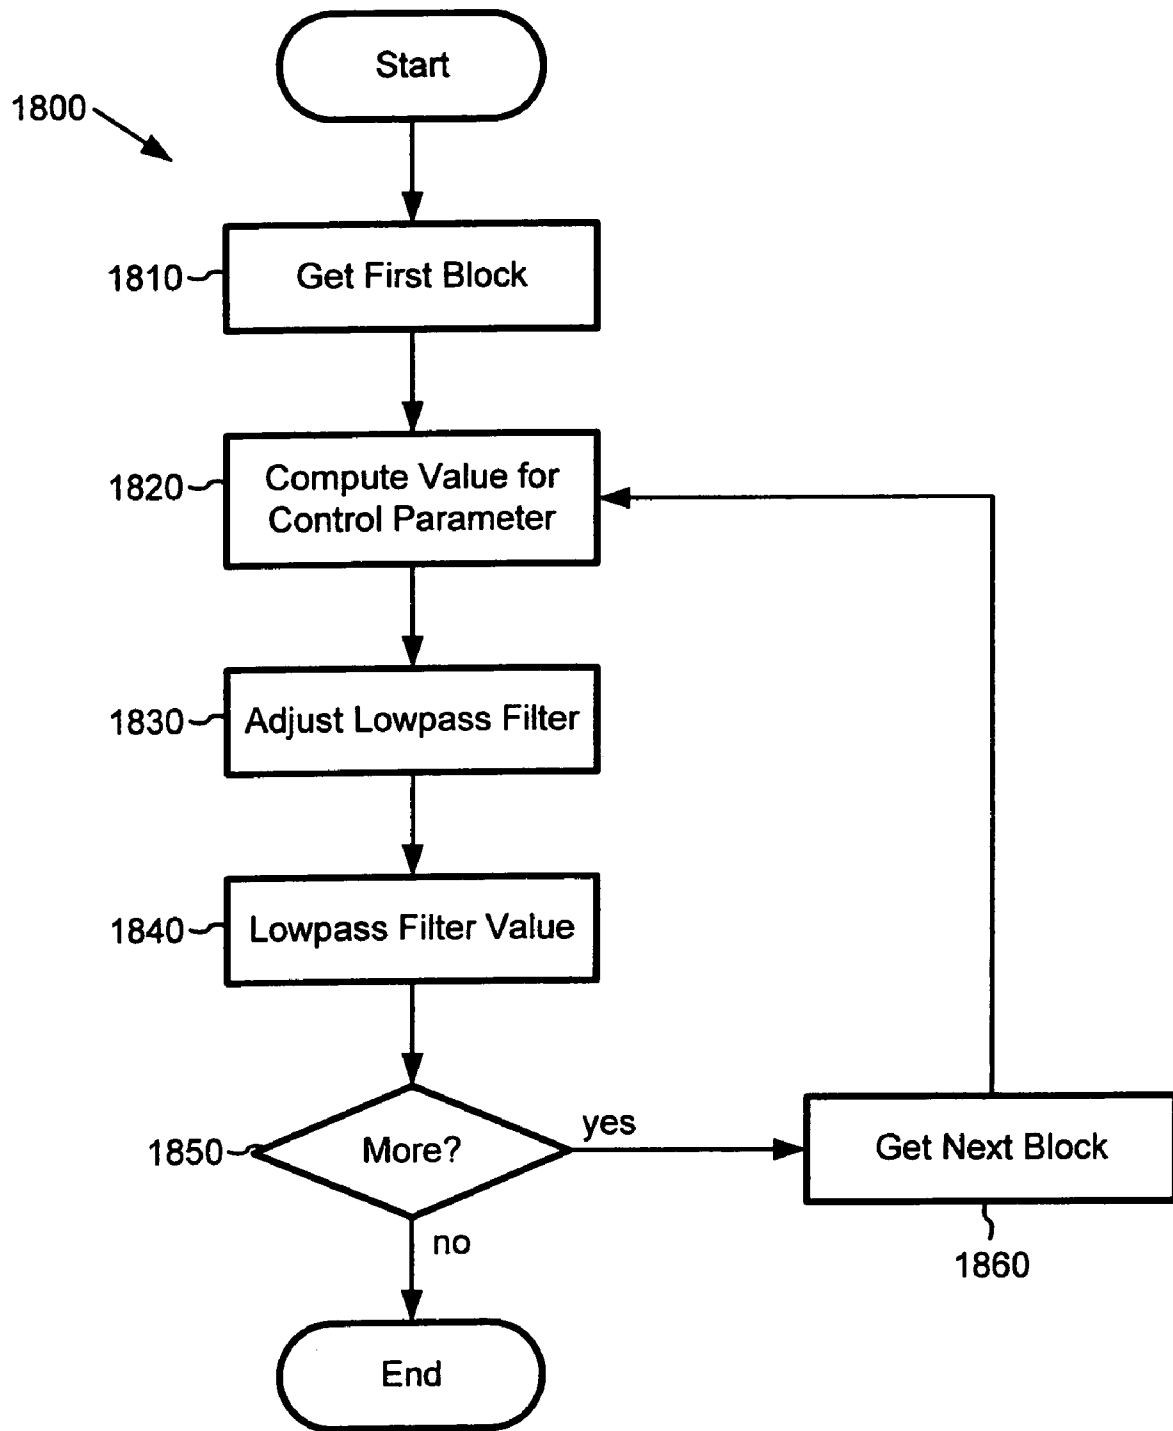 Start
1800
1810
Get First Block
1820
Compute Value for
Control Parameter
1830
Adjust Lowpass Filter
1840
Lowpass Filter Value
1850
More?
yes
Get Next Block
1860
no
End